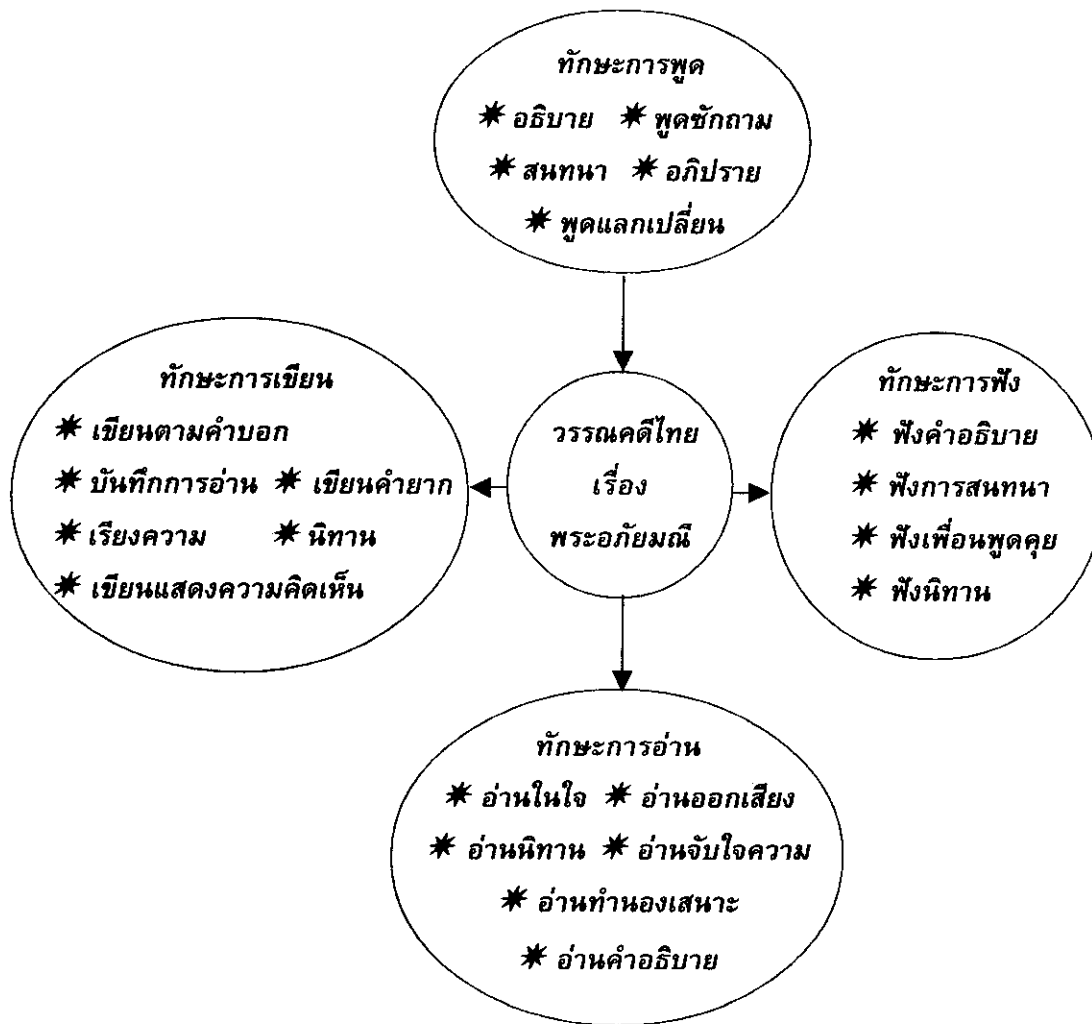 ทักษะการพูด
✷ อธิบาย ✷ พูดซักถาม
✷ สนทนา ✷ อภิปราย
✷ พูดแลกเปลี่ยน
ทักษะการเขียน
✷ เขียนตามคำบอก
✷ บันทึกการอ่าน ✷ เขียนคำยาก
✷ เรียงความ ✷ นิทาน
✷ เขียนแสดงความคิดเห็น
วรรณคดีไทย
เรื่อง
พระอภัยมณี
ทักษะการฟัง
✷ ฟังคำอธิบาย
✷ ฟังการสนทนา
✷ ฟังเพื่อนพูดคุย
✷ ฟังนิทาน
ทักษะการอ่าน
✷ อ่านในใจ ✷ อ่านออกเสียง
✷ อ่านนิทาน ✷ อ่านจับใจความ
✷ อ่านทำนองเสนาะ
✷ อ่านคำอธิบาย